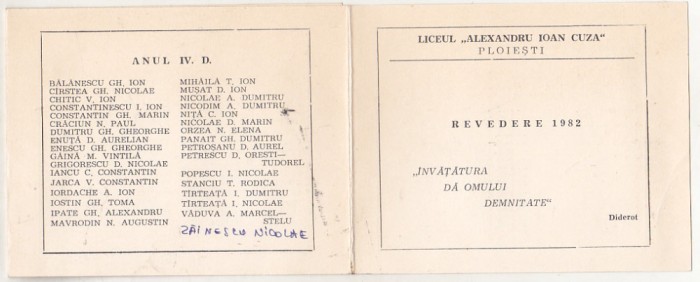 ANUL IV. D.
BĂLĂNESCU GH, ION
CÎRSTEA GH, NICOLAE
CHITIC V, ION
CONSTANTINESCU I, ION
CONSTANTIN GH, MARIN
CRĂCIUN N, PAUL
DUMITRU GH, GHEORGHE
ENUȚĂ D. AURELIAN
ENESCU GH, GHEORGHE
GĂINĂ M. VINTILĂ
GRIGORESCU D. NICOLAE
IANCU C, CONSTANTIN
JARCA V. CONSTANTIN
IORDACHE A. ION
IOSTIN GH, TOMA
IPATE GH, ALEXANDRU
MAVRODIN N. AUGUSTIN
MIHĂILĂ T, ION
MUȘAT D. ION
NICOLAE A. DUMITRU
NICODIM A. DUMITRU
NIȚĂ C. ION
NICOLAE D. MARIN
ORZEA N. ELENA
PANAIT GH, DUMITRU
PETROȘANU D. AUREL
PETRESCU D, ORESTI—
TUDOREL
POPESCU I. NICOLAE
STANCIU T. RODICA
TÎRTEAȚĂ I, DUMITRU
TÎRTEAȚĂ I, NICOLAE
VĂDUVA A. MARCEL—
STELU
ZĂINESCU NICOLAE
LICEUL „ALEXANDRU IOAN CUZA“
PLOIEȘTI
REVEDERE 1982
„ÎNVĂȚĂTURA
DĂ OMULUI
DEMNITATE“
Diderot